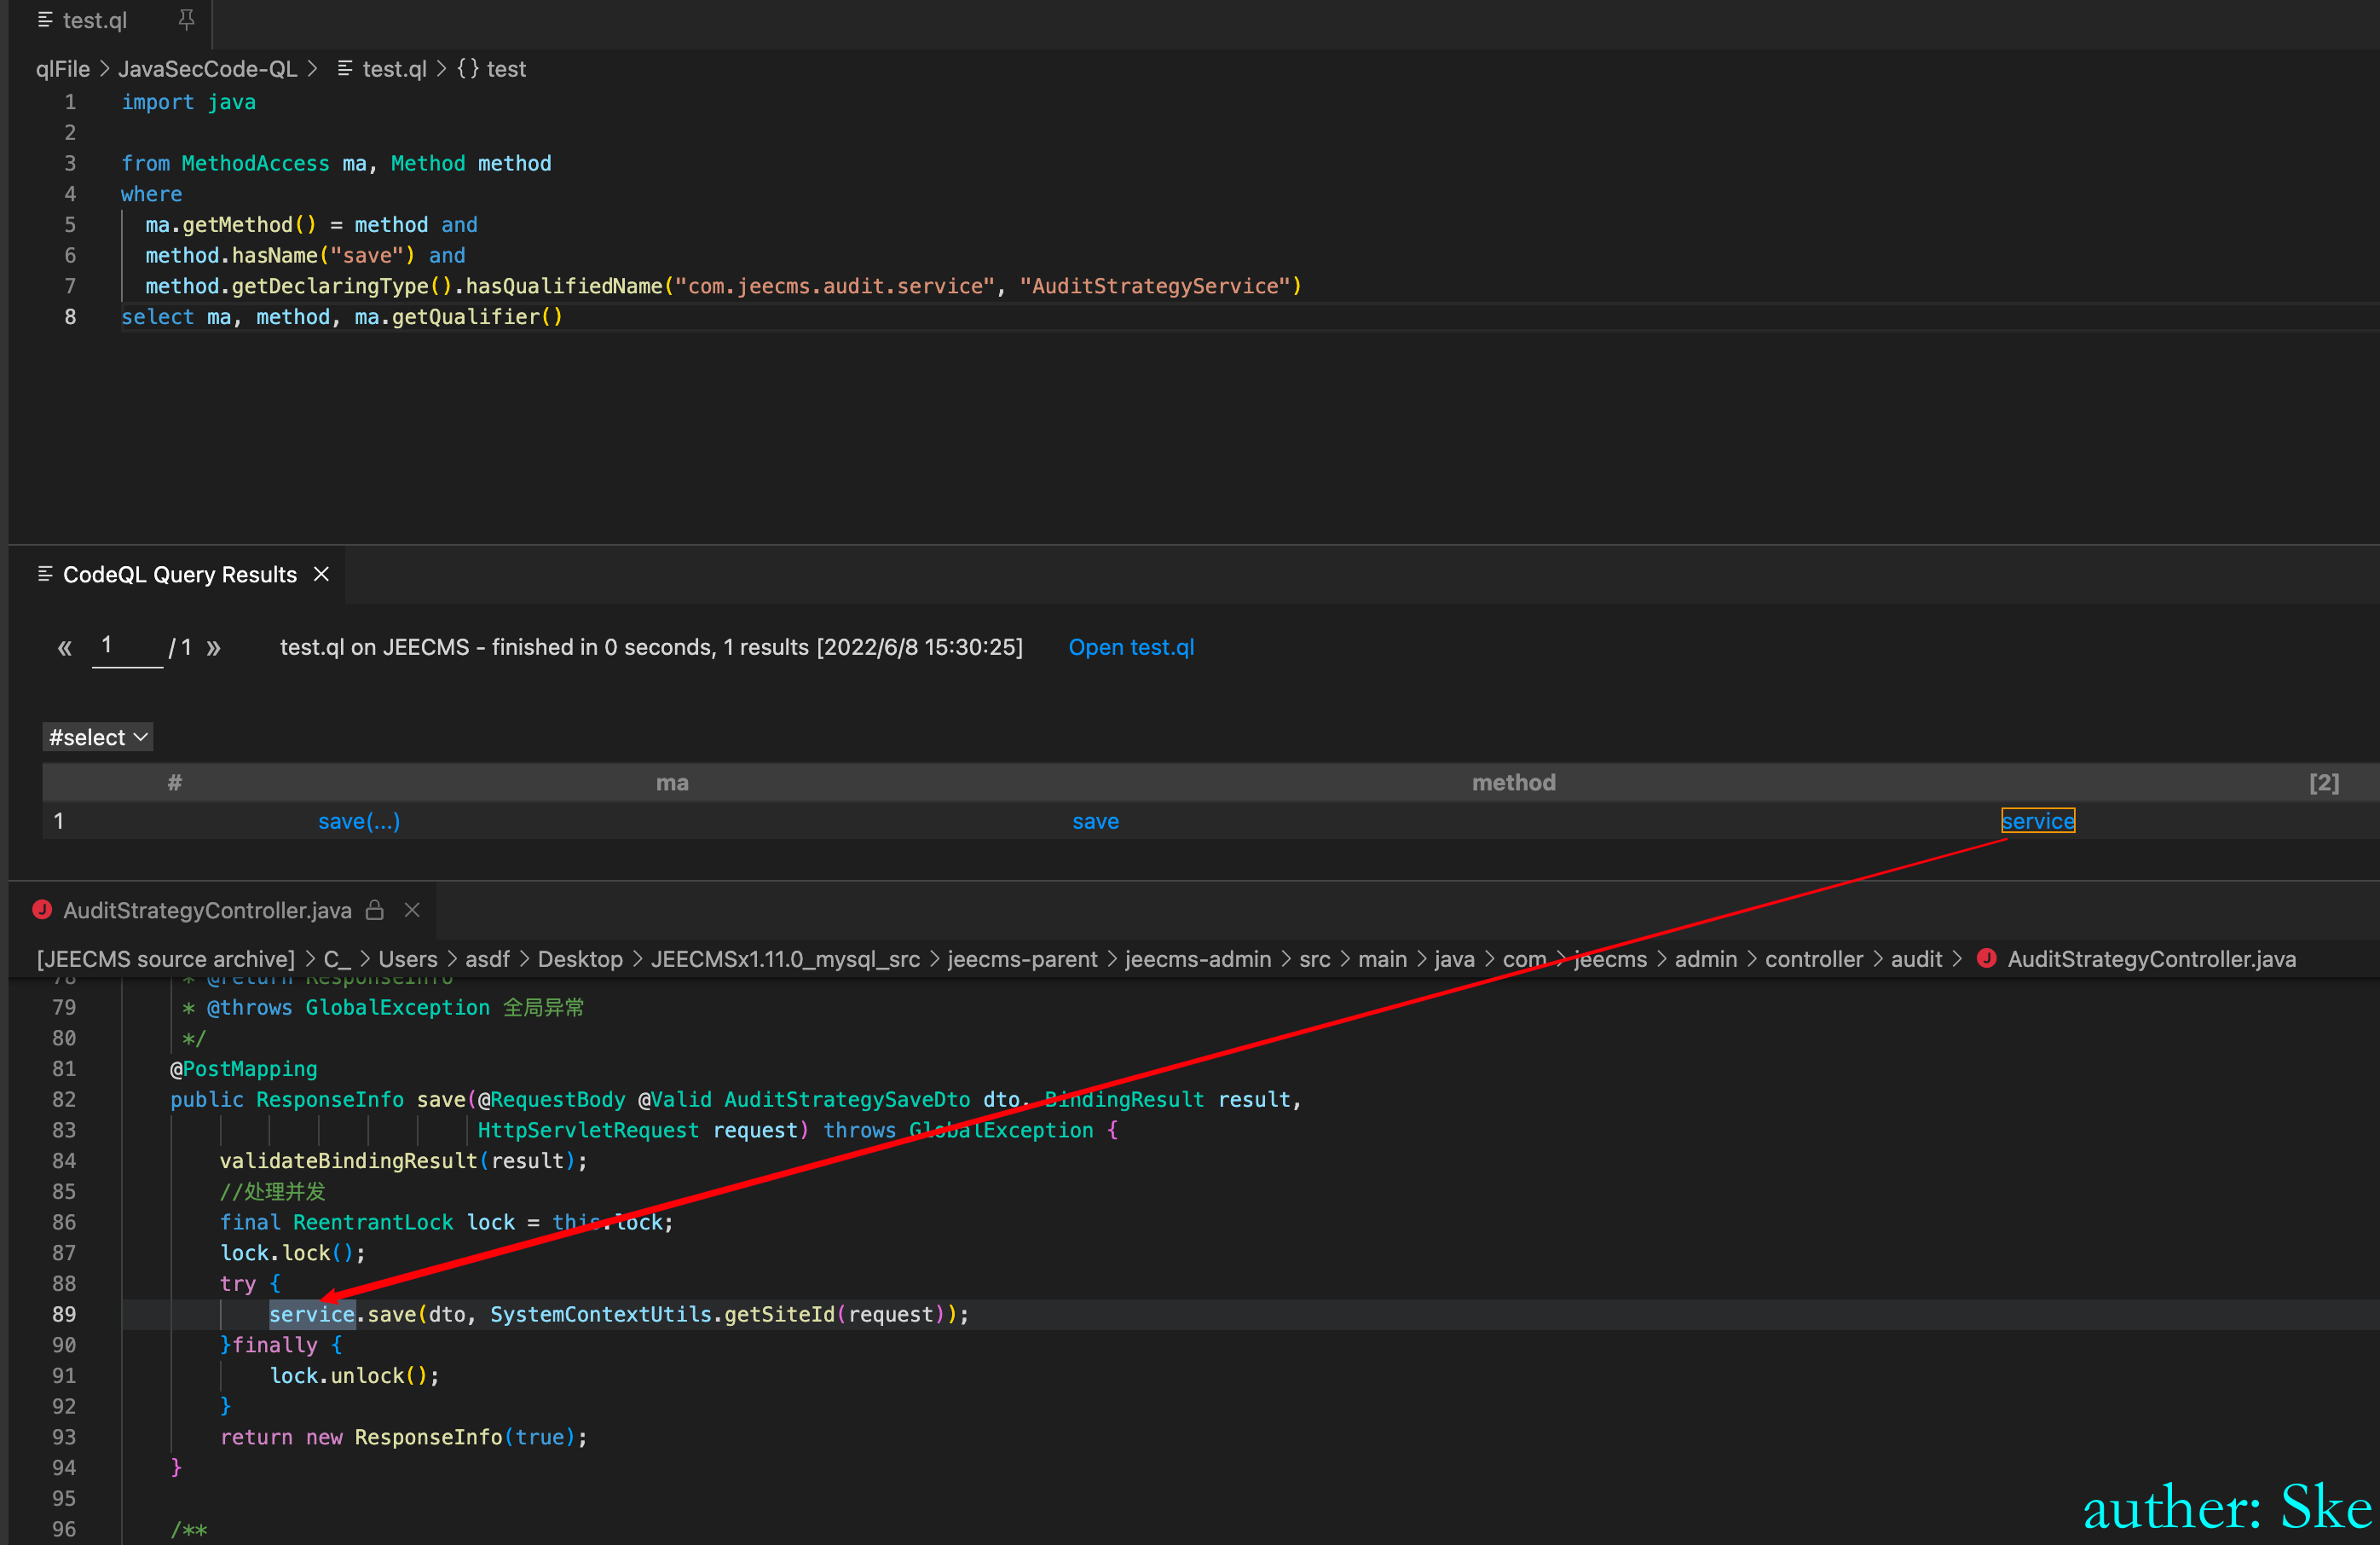 test.ql
qlFile > JavaSecCode-QL > test.ql > {} test
1 import java
2
3 from MethodAccess ma, Method method
4 where
5 ma.getMethod() = method and
6 method.hasName("save") and
7 method.getDeclaringType().hasQualifiedName("com.jeecms.audit.service", "AuditStrategyService")
8 select ma, method, ma.getQualifier()
CodeQL Query Results
« 1 / 1 » test.ql on JEECMS - finished in 0 seconds, 1 results [2022/6/8 15:30:25] Open test.ql
#select
# ma method [2]
1 save(...) save service
AuditStrategyController.java
[JEECMS source archive] > C_ > Users > asdf > Desktop > JEECMSx1.11.0_mysql_src > jeecms-parent > jeecms-admin > src > main > java > com > jeecms > admin > controller > audit > AuditStrategyController.java
78 * @return ResponseInfo
79 * @throws GlobalException 全局异常
80 */
81 @PostMapping
82 public ResponseInfo save(@RequestBody @Valid AuditStrategySaveDto dto, BindingResult result,
83 HttpServletRequest request) throws GlobalException {
84 validateBindingResult(result);
85 //处理并发
86 final ReentrantLock lock = this.lock;
87 lock.lock();
88 try {
89 service.save(dto, SystemContextUtils.getSiteId(request));
90 }finally {
91 lock.unlock();
92 }
93 return new ResponseInfo(true);
94 }
95
96 /**
auther: Ske